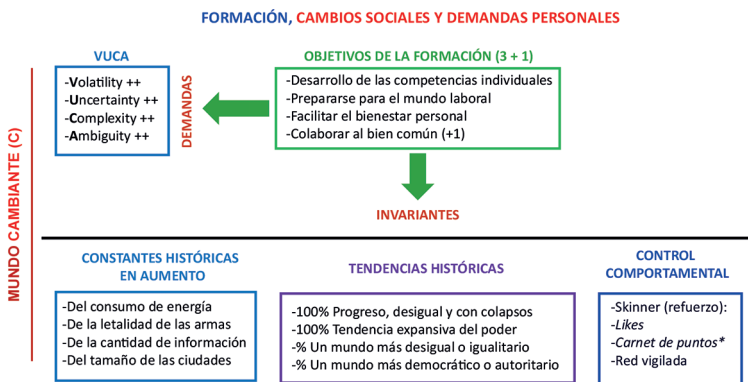 FORMACIÓN, CAMBIOS SOCIALES Y DEMANDAS PERSONALES
MUNDO CAMBIANTE (C)
VUCA
-Volatility ++
-Uncertainty ++
-Complexity ++
-Ambiguity ++
DEMANDAS
OBJETIVOS DE LA FORMACIÓN (3 + 1)
-Desarrollo de las competencias individuales
-Prepararse para el mundo laboral
-Facilitar el bienestar personal
-Colaborar al bien común (+1)
INVARIANTES
CONSTANTES HISTÓRICAS
EN AUMENTO
-Del consumo de energía
-De la letalidad de las armas
-De la cantidad de información
-Del tamaño de las ciudades
TENDENCIAS HISTÓRICAS
-100% Progreso, desigual y con colapsos
-100% Tendencia expansiva del poder
-% Un mundo más desigual o igualitario
-% Un mundo más democrático o autoritario
CONTROL
COMPORTAMENTAL
-Skinner (refuerzo):
-Likes
-Carnet de puntos*
-Red vigilada